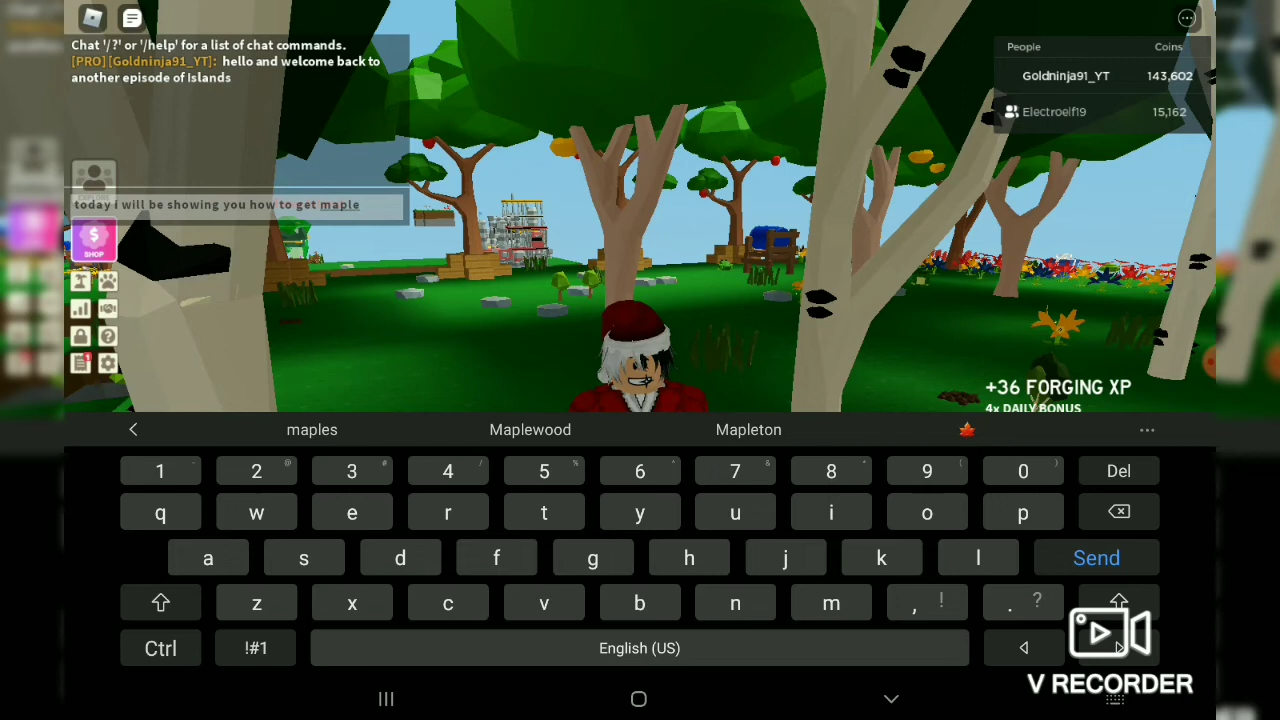 Chat '/?' or '/help' for a list of chat commands.
[PRO] [Goldninja91_YT]: hello and welcome back to
another episode of Islands
People Coins
Goldninja91_YT 143,602
Electroelf19 15,162
today i will be showing you how to get maple
SHOP
1
+36 FORGING XP
4x DAILY BONUS
maples Maplewood Mapleton
1 2 @ 3 # 4 / 5 % 6 ^ 7 & 8 * 9 ( 0 ) Del
q w e r t y u i o p
a s d f g h j k l Send
z x c v b n m , ! . ?
Ctrl !#1 English (US)
V RECORDER